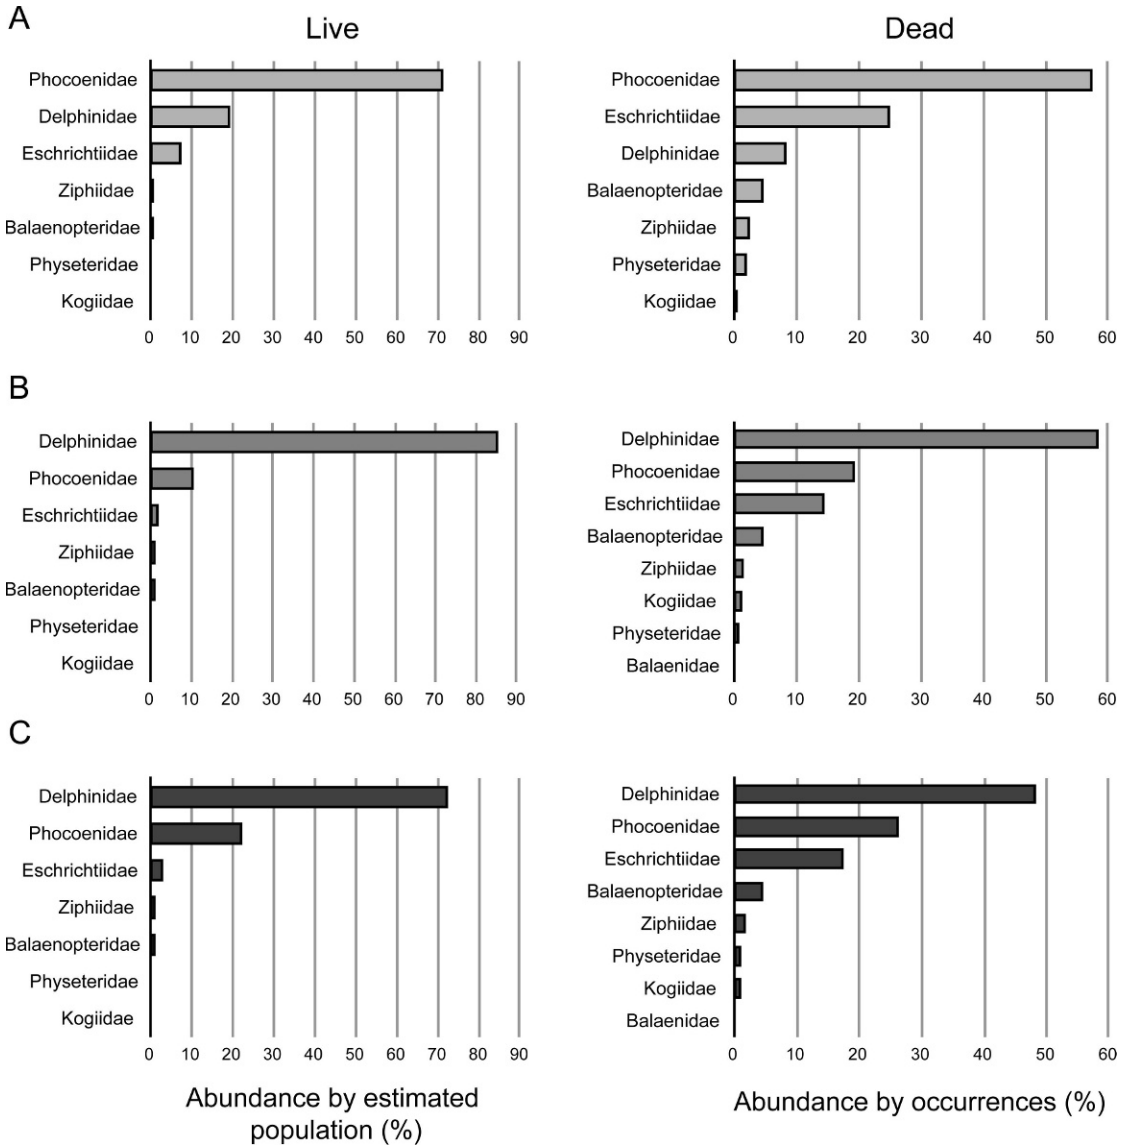 A
Live
Dead
Phocoenidae
Delphinidae
Eschrichtiidae
Ziphiidae
Balaenopteridae
Physeteridae
Kogiidae
0 10 20 30 40 50 60 70 80 90
Phocoenidae
Eschrichtiidae
Delphinidae
Balaenopteridae
Ziphiidae
Physeteridae
Kogiidae
0 10 20 30 40 50 60
B
Delphinidae
Phocoenidae
Eschrichtiidae
Ziphiidae
Balaenopteridae
Physeteridae
Kogiidae
0 10 20 30 40 50 60 70 80 90
Delphinidae
Phocoenidae
Eschrichtiidae
Balaenopteridae
Ziphiidae
Kogiidae
Physeteridae
Balaenidae
0 10 20 30 40 50 60
C
Delphinidae
Phocoenidae
Eschrichtiidae
Ziphiidae
Balaenopteridae
Physeteridae
Kogiidae
0 10 20 30 40 50 60 70 80 90
Abundance by estimated
population (%)
Delphinidae
Phocoenidae
Eschrichtiidae
Balaenopteridae
Ziphiidae
Physeteridae
Kogiidae
Balaenidae
0 10 20 30 40 50 60
Abundance by occurrences (%)